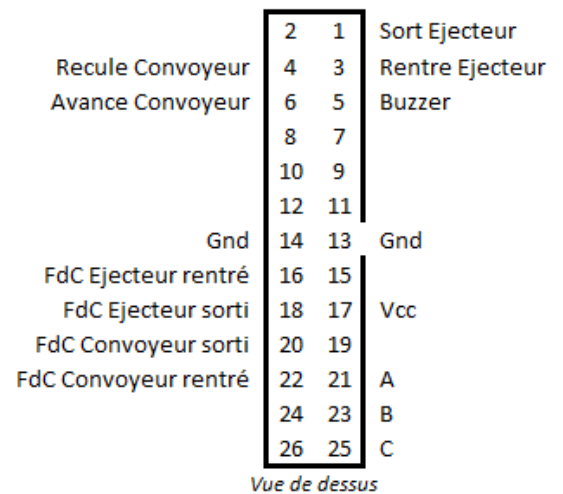 2 1 Sort Ejecteur
Recule Convoyeur 4 3 Rentre Ejecteur
Avance Convoyeur 6 5 Buzzer
8 7
10 9
12 11
Gnd 14 13 Gnd
FdC Ejecteur rentré 16 15
FdC Ejecteur sorti 18 17 Vcc
FdC Convoyeur sorti 20 19
FdC Convoyeur rentré 22 21 A
24 23 B
26 25 C
Vue de dessus